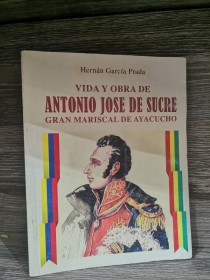 Hernán García Prada
VIDA Y OBRA DE
ANTONIO JOSE DE SUCRE
GRAN MARISCAL DE AYACUCHO